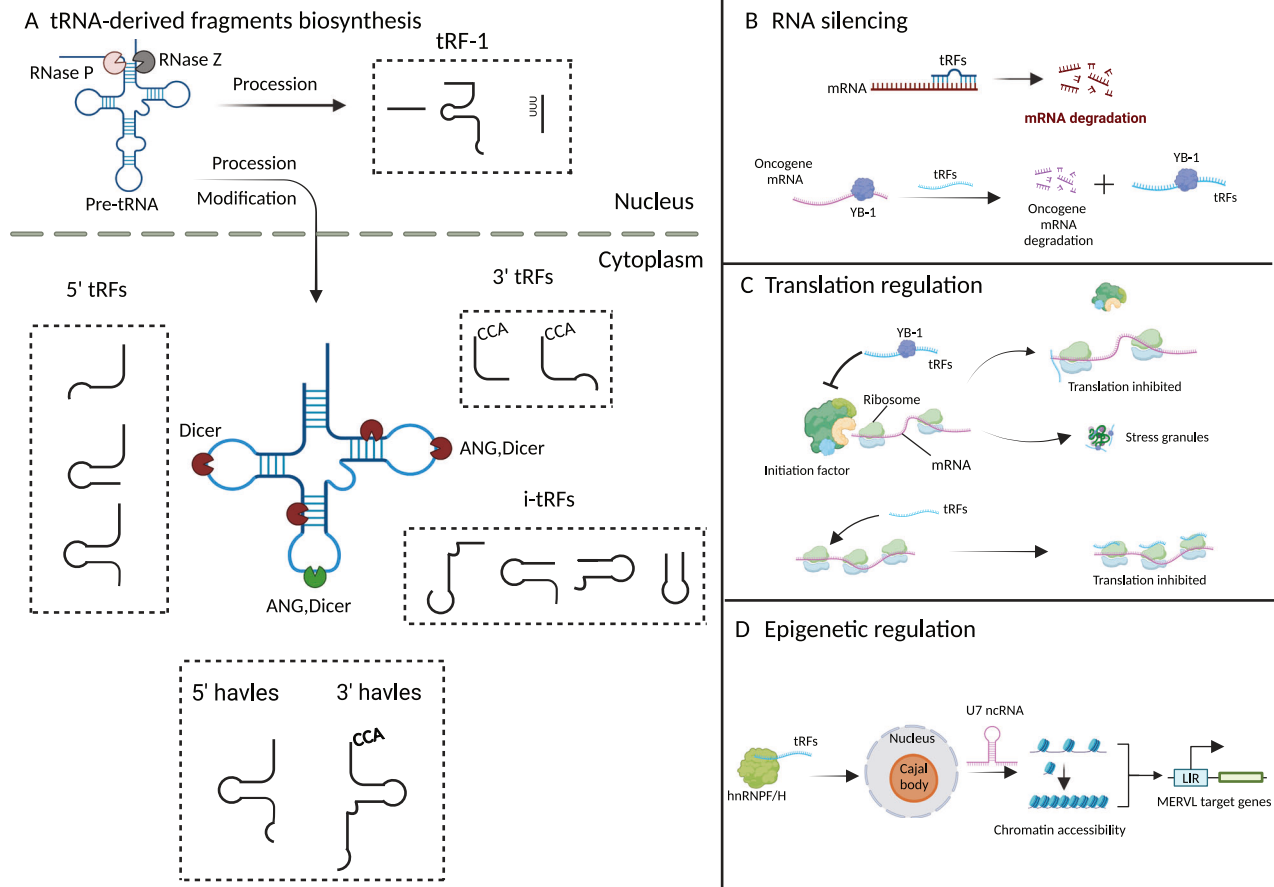 A tRNA-derived fragments biosynthesis
RNase P
RNase Z
Pre-tRNA
Procession
tRF-1
UUU
Procession
Modification
Nucleus
Cytoplasm
5' tRFs
3' tRFs
CCA
CCA
Dicer
ANG,Dicer
i-tRFs
ANG,Dicer
5' havles
3' havles
CCA
B RNA silencing
tRFs
mRNA
mRNA degradation
Oncogene
mRNA
YB-1
tRFs
Oncogene
mRNA
degradation
+
YB-1
tRFs
C Translation regulation
YB-1
tRFs
Translation inhibited
Ribosome
Initiation factor
mRNA
Stress granules
tRFs
Translation inhibited
D Epigenetic regulation
tRFs
hnRNPF/H
Nucleus
Cajal
body
U7 ncRNA
Chromatin accessibility
LIR
MERVL target genes